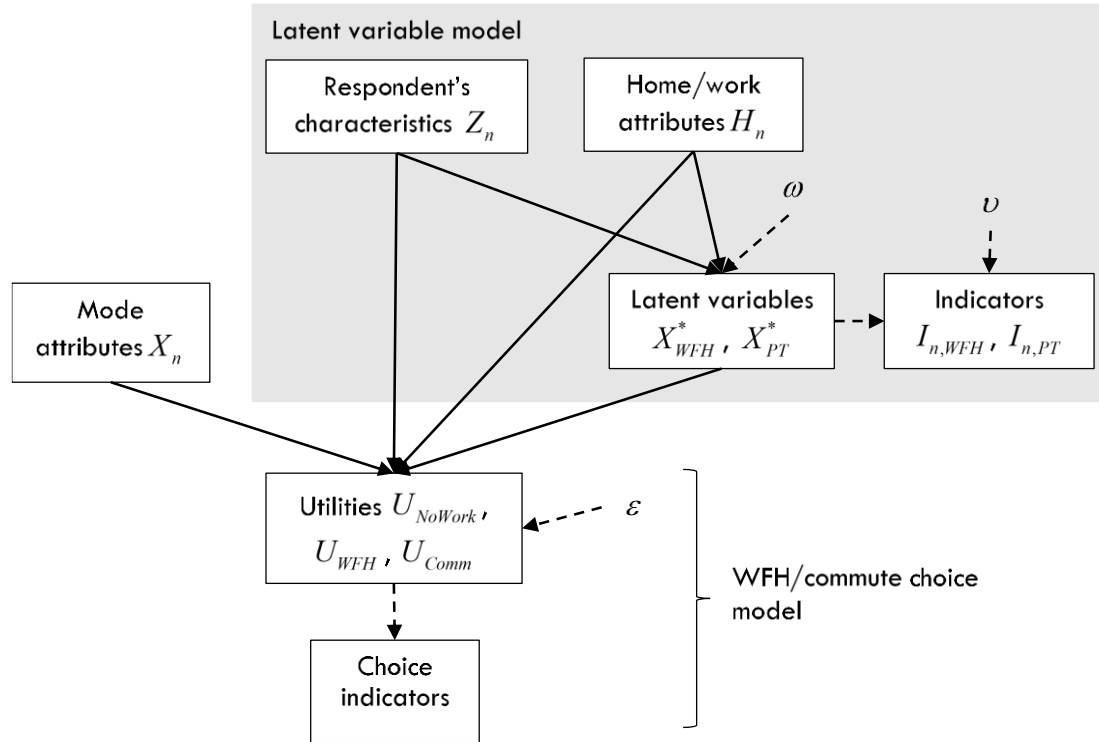 Latent variable model
Respondent's
characteristics Z_n
Home/work
attributes H_n
ω
υ
Mode
attributes X_n
Latent variables
X*_WFH , X*_PT
Indicators
I_n,WFH , I_n,PT
Utilities U_NoWork ,
U_WFH , U_Comm
ε
WFH/commute choice
model
Choice
indicators